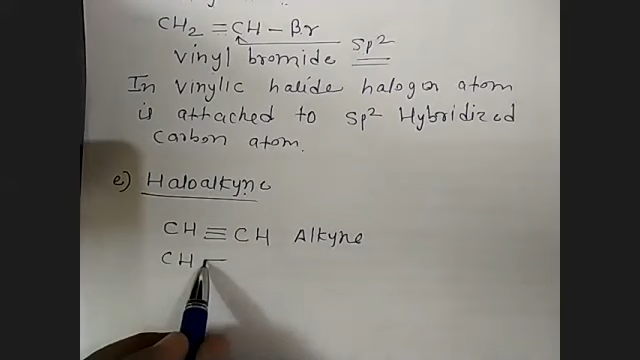 CH₂ = CH - Br
vinyl bromide sp²
In vinylic halide halogen atom
is attached to sp² Hybridized
carbon atom.
e) Haloalkyne
CH ≡ CH Alkyne
CH